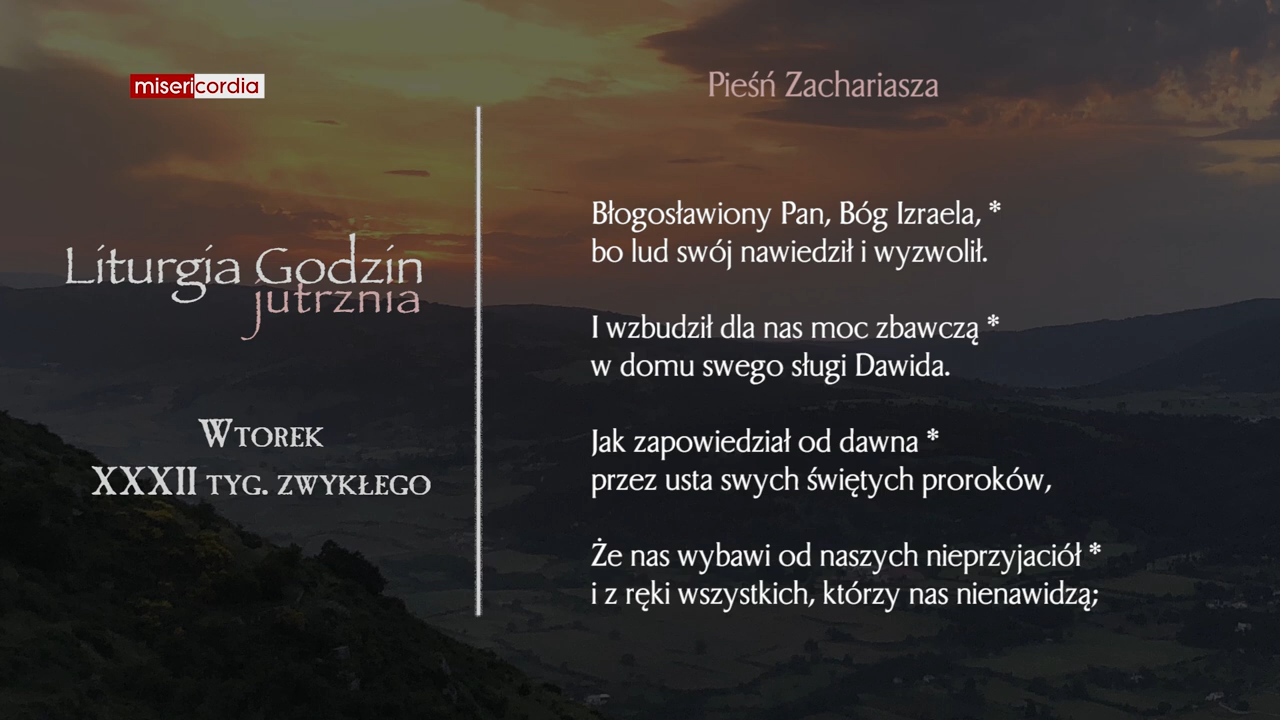 misericordia
Liturgia Godzin
jutrznia
Wtorek
XXXII tyg. zwykłego
Pieśń Zachariasza
Błogosławiony Pan, Bóg Izraela, *
bo lud swój nawiedził i wyzwolił.
I wzbudził dla nas moc zbawczą *
w domu swego sługi Dawida.
Jak zapowiedział od dawna *
przez usta swych świętych proroków,
Że nas wybawi od naszych nieprzyjaciół *
i z ręki wszystkich, którzy nas nienawidzą;